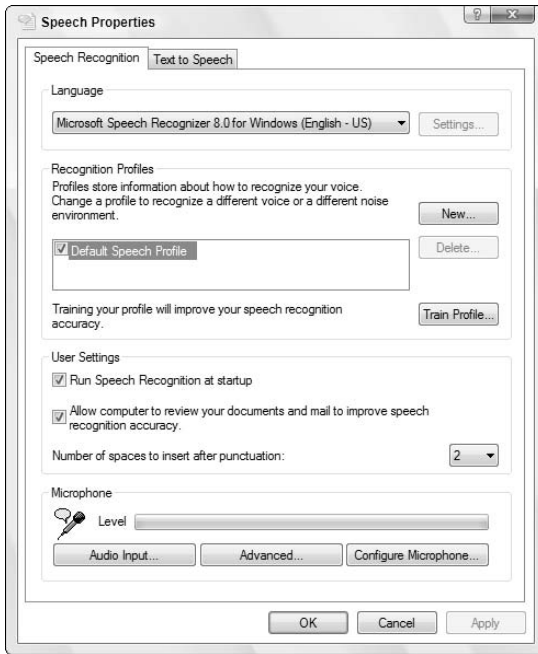 Speech Properties
Speech Recognition
Text to Speech
Language
Microsoft Speech Recognizer 8.0 for Windows (English - US)
Settings...
Recognition Profiles
Profiles store information about how to recognize your voice.
Change a profile to recognize a different voice or a different noise
environment.
New...
Default Speech Profile
Delete...
Training your profile will improve your speech recognition
accuracy.
Train Profile...
User Settings
Run Speech Recognition at startup
Allow computer to review your documents and mail to improve speech
recognition accuracy.
Number of spaces to insert after punctuation:
2
Microphone
Level
Audio Input...
Advanced...
Configure Microphone...
OK
Cancel
Apply